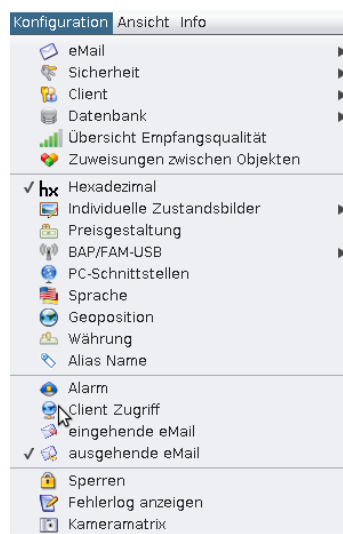 Konfiguration Ansicht Info
eMail
Sicherheit
Client
Datenbank
Übersicht Empfangsqualität
Zuweisungen zwischen Objekten
hx Hexadezimal
Individuelle Zustandsbilder
Preisgestaltung
BAP/FAM-USB
PC-Schnittstellen
Sprache
Geoposition
Währung
Alias Name
Alarm
Client Zugriff
eingehende eMail
ausgehende eMail
Sperren
Fehlerlog anzeigen
Kameramatrix